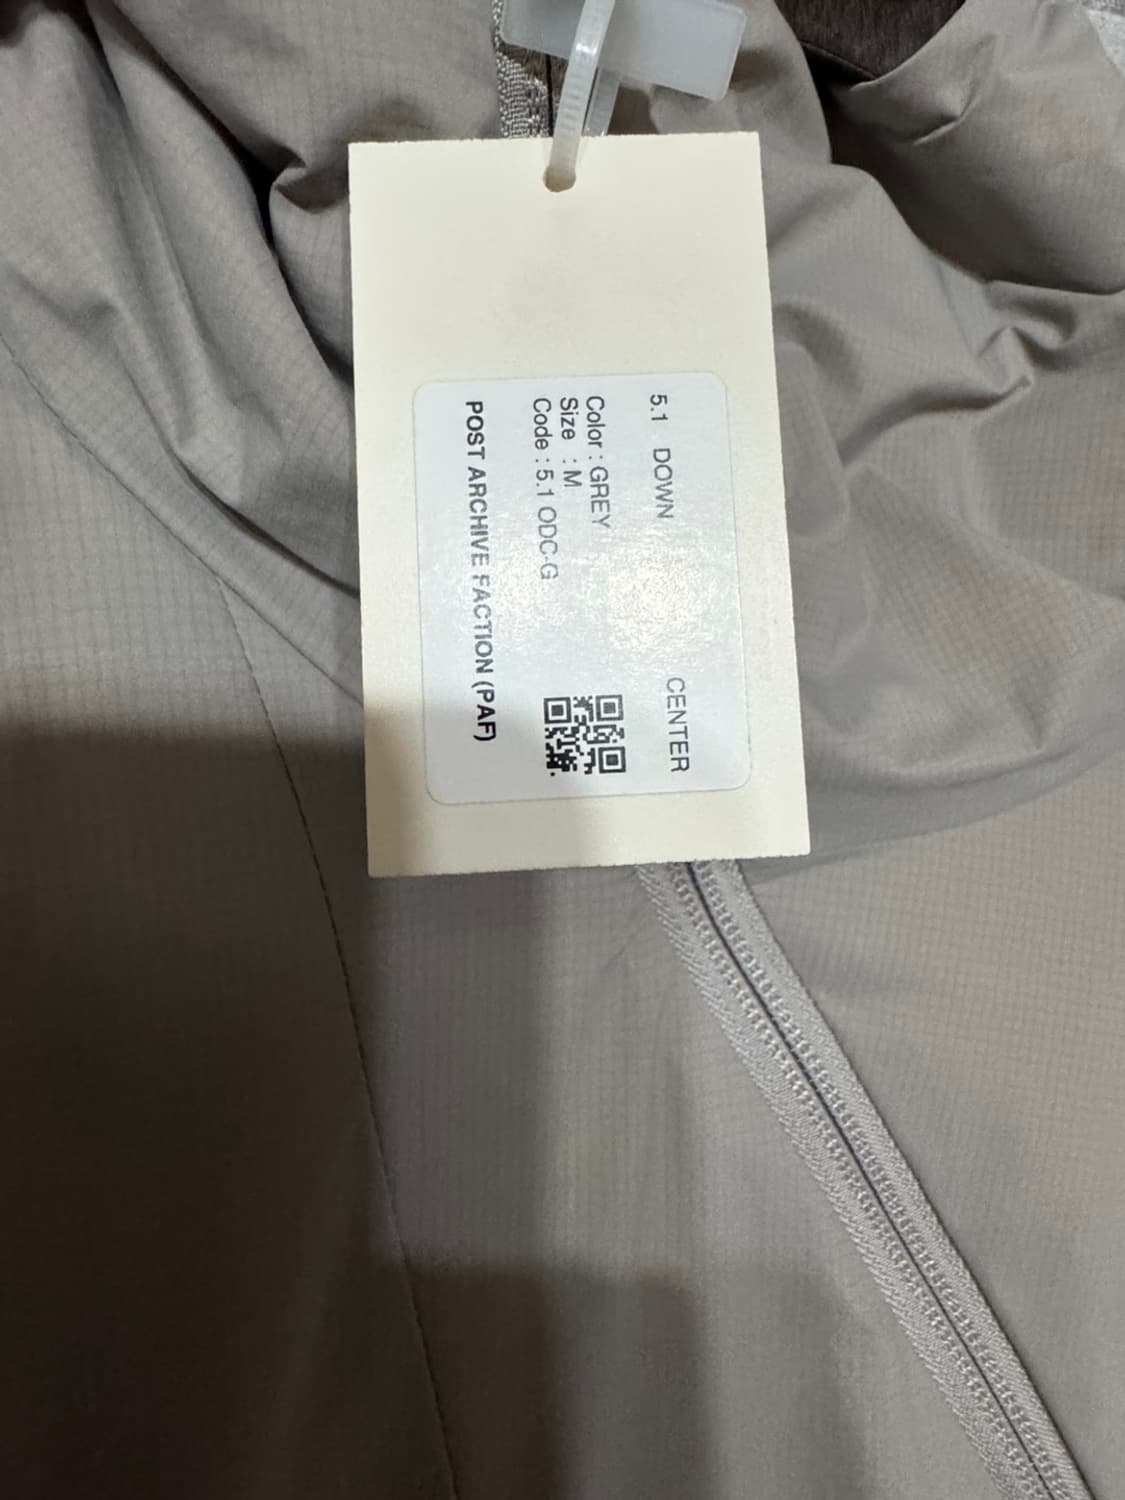 5.1 DOWN CENTER
Color : GREY
Size : M
Code : 5.1 ODC-G
POST ARCHIVE FACTION (PAF)